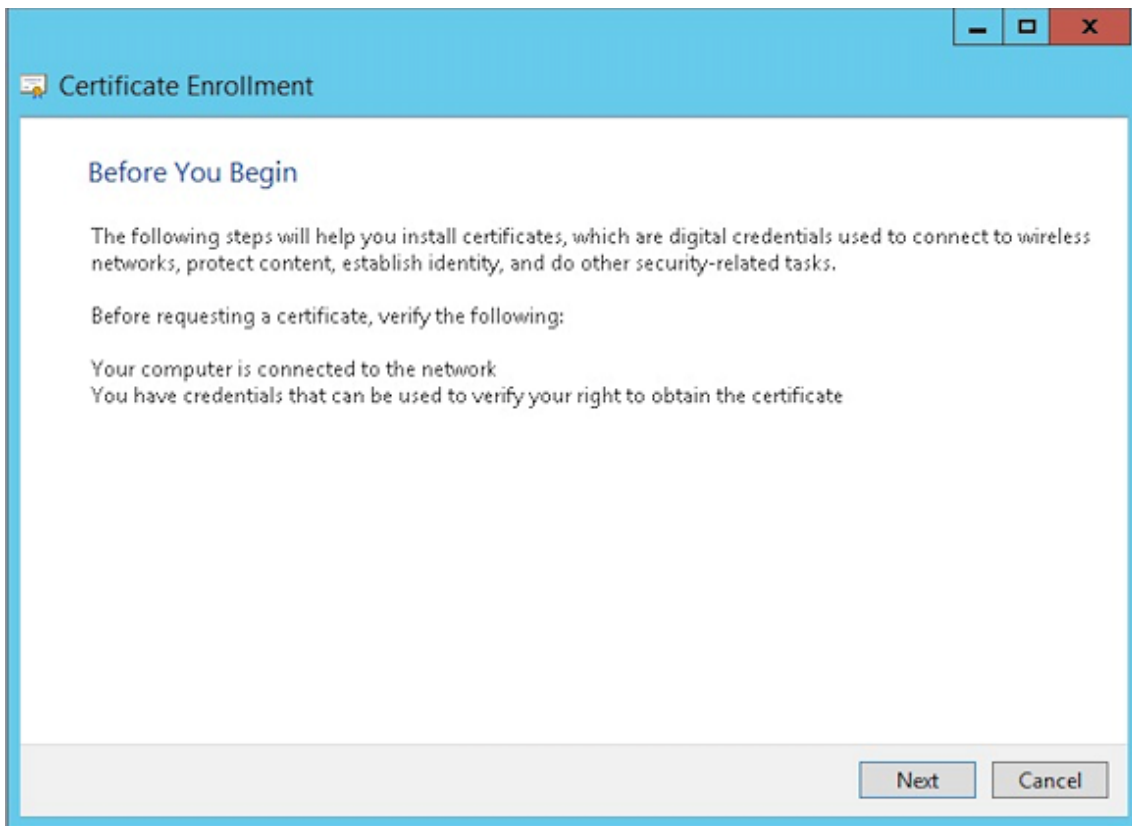 Certificate Enrollment
Before You Begin
The following steps will help you install certificates, which are digital credentials used to connect to wireless
networks, protect content, establish identity, and do other security-related tasks.
Before requesting a certificate, verify the following:
Your computer is connected to the network
You have credentials that can be used to verify your right to obtain the certificate
Next Cancel